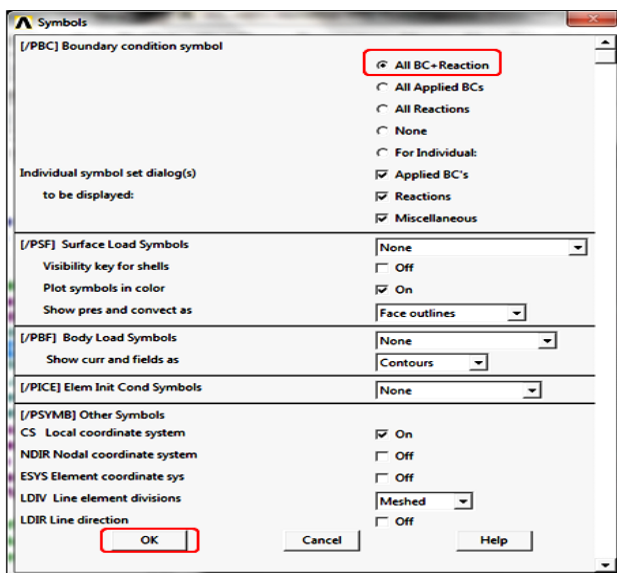 Symbols
[/PBC] Boundary condition symbol
All BC+Reaction
All Applied BCs
All Reactions
None
For Individual:
Individual symbol set dialog(s) Applied BC's
to be displayed: Reactions
Miscellaneous
[/PSF] Surface Load Symbols None
Visibility key for shells Off
Plot symbols in color On
Show pres and convect as Face outlines
[/PBF] Body Load Symbols None
Show curr and fields as Contours
[/PICE] Elem Init Cond Symbols None
[/PSYMB] Other Symbols
CS Local coordinate system On
NDIR Nodal coordinate system Off
ESYS Element coordinate sys Off
LDIV Line element divisions Meshed
LDIR Line direction Off
OK Cancel Help